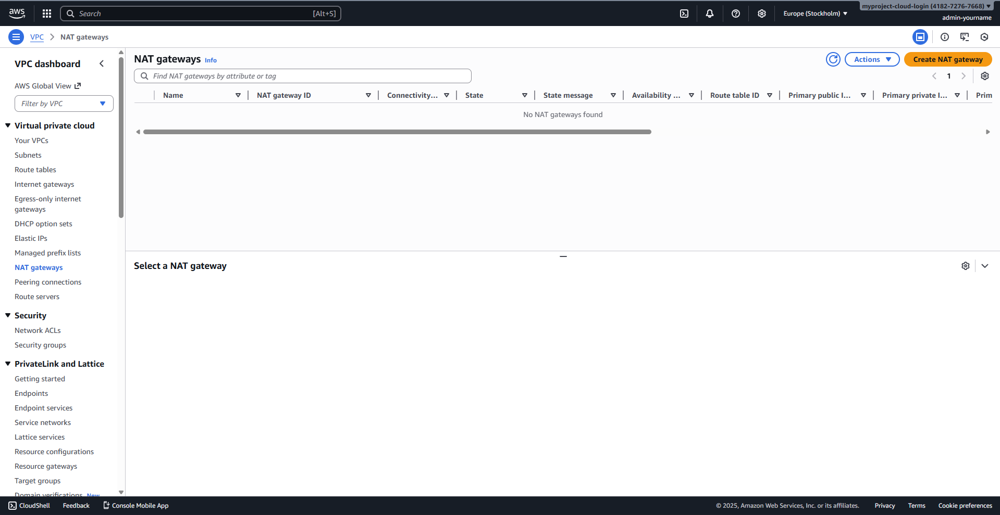 aws
Search
[Alt+S]
Europe (Stockholm)
myproject-cloud-login (4182-7276-7668)
admin-yourname
VPC
NAT gateways
VPC dashboard
AWS Global View
Filter by VPC
Virtual private cloud
Your VPCs
Subnets
Route tables
Internet gateways
Egress-only internet
gateways
DHCP option sets
Elastic IPs
Managed prefix lists
NAT gateways
Peering connections
Route servers
Security
Network ACLs
Security groups
PrivateLink and Lattice
Getting started
Endpoints
Endpoint services
Service networks
Lattice services
Resource configurations
Resource gateways
Target groups
Domain verifications New
NAT gateways Info
Actions
Create NAT gateway
Find NAT gateways by attribute or tag
1
Name
NAT gateway ID
Connectivity...
State
State message
Availability ...
Route table ID
Primary public I...
Primary private I...
Prim
No NAT gateways found
Select a NAT gateway
CloudShell
Feedback
Console Mobile App
© 2025, Amazon Web Services, Inc. or its affiliates.
Privacy
Terms
Cookie preferences